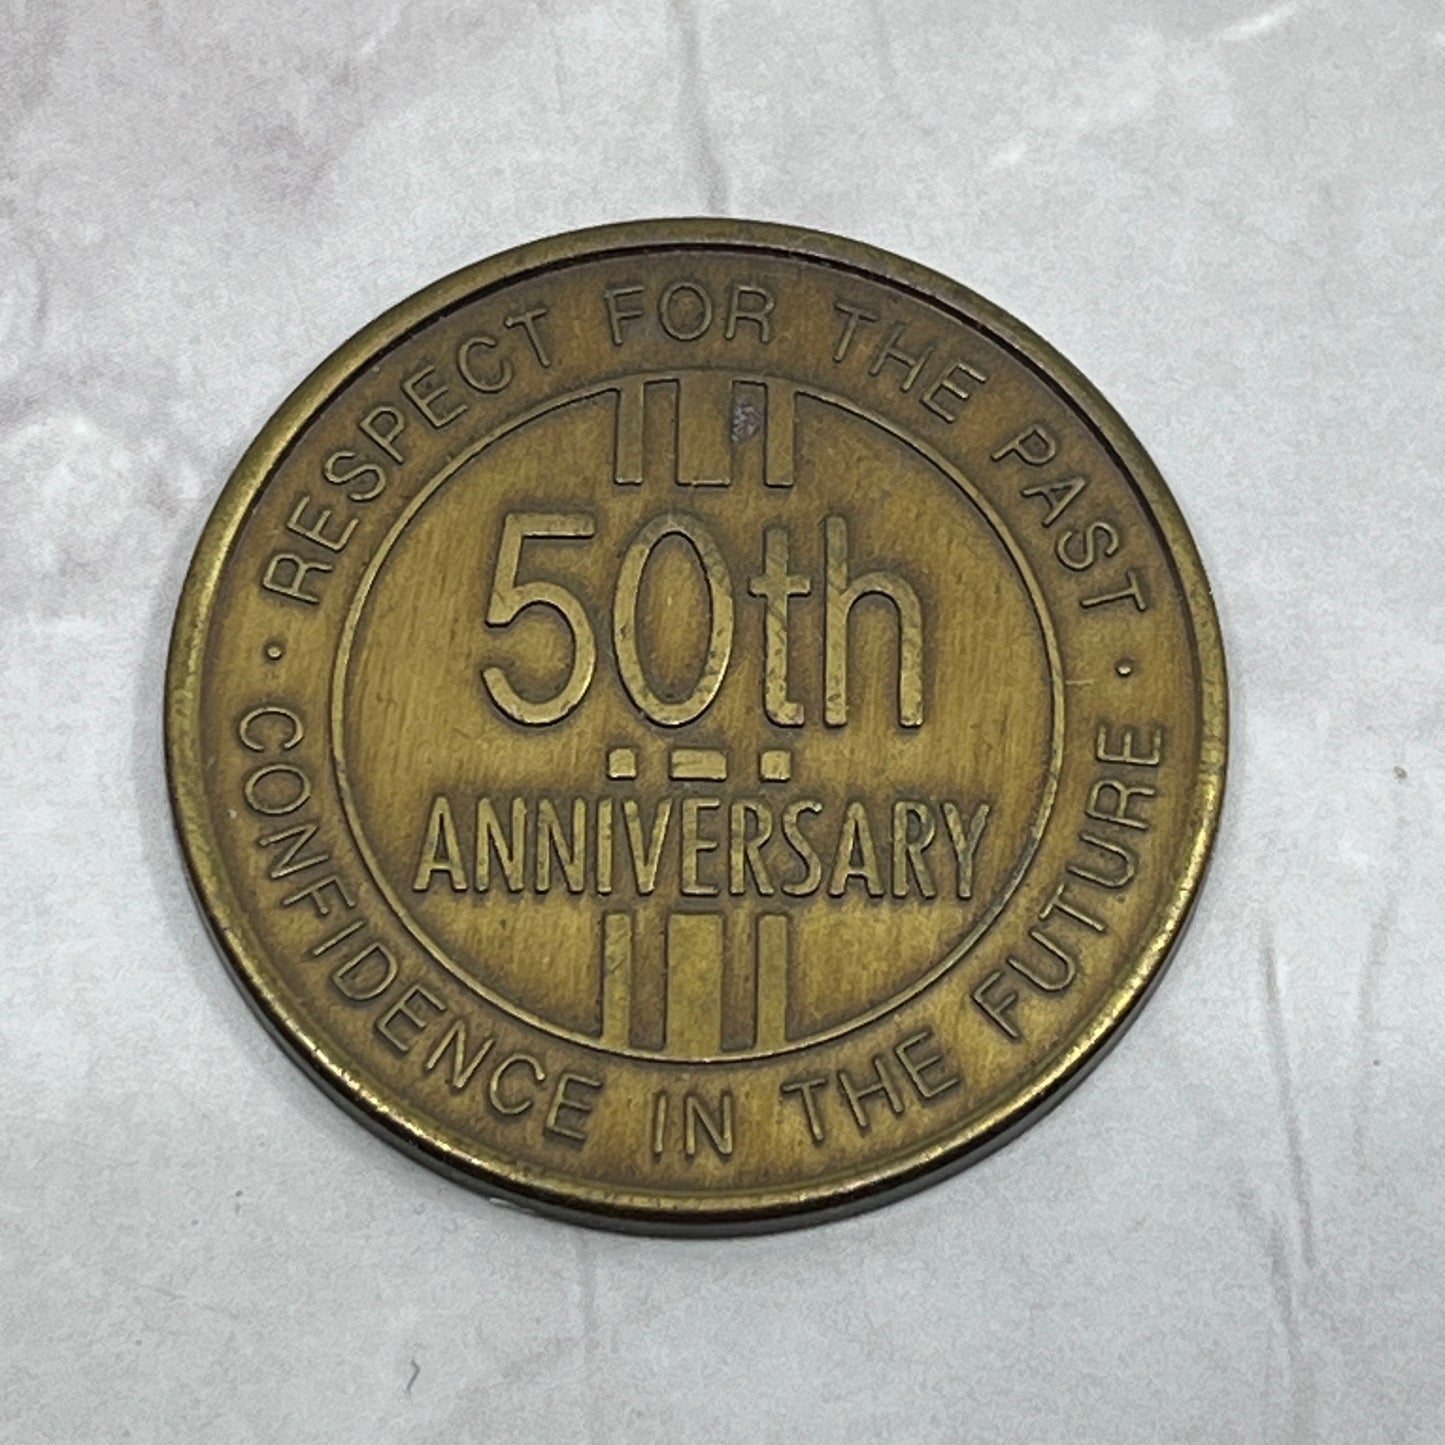 RESPECT FOR THE PAST
50th
ANNIVERSARY
· CONFIDENCE IN THE FUTURE ·